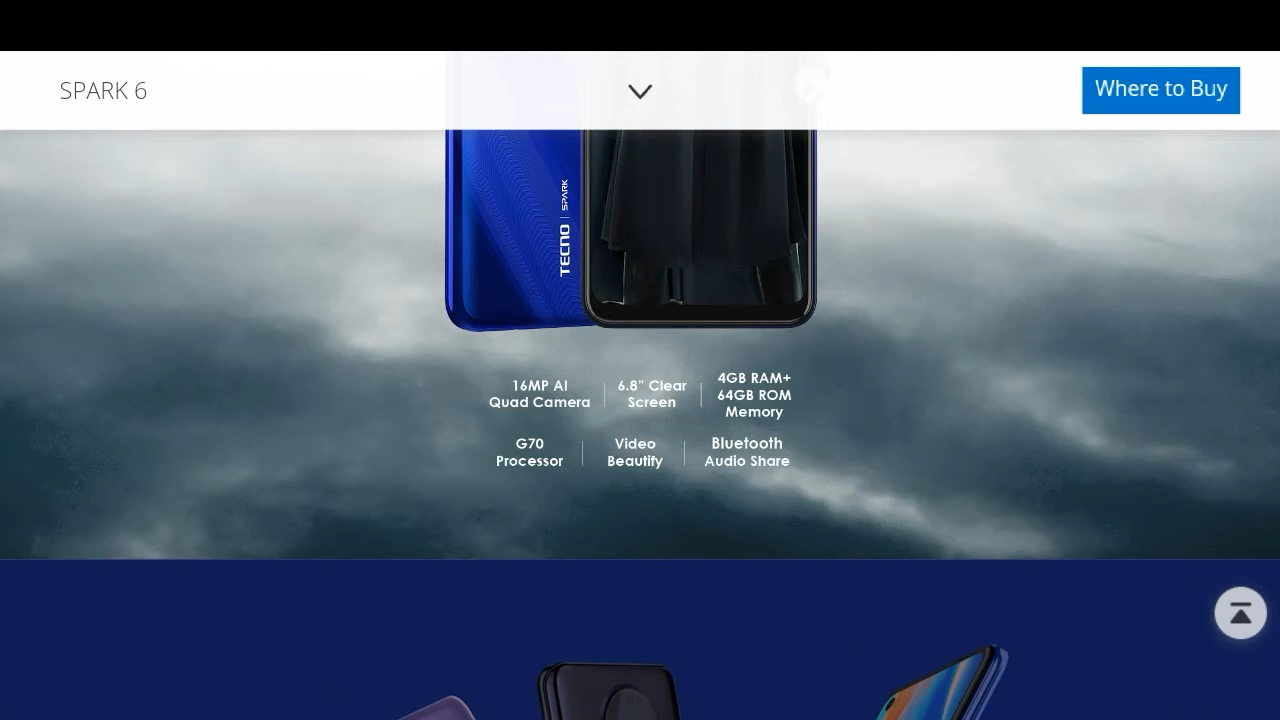 SPARK 6
Where to Buy
TECNO | SPARK
16MP AI
Quad Camera
6.8" Clear
Screen
4GB RAM+
64GB ROM
Memory
G70
Processor
Video
Beautify
Bluetooth
Audio Share